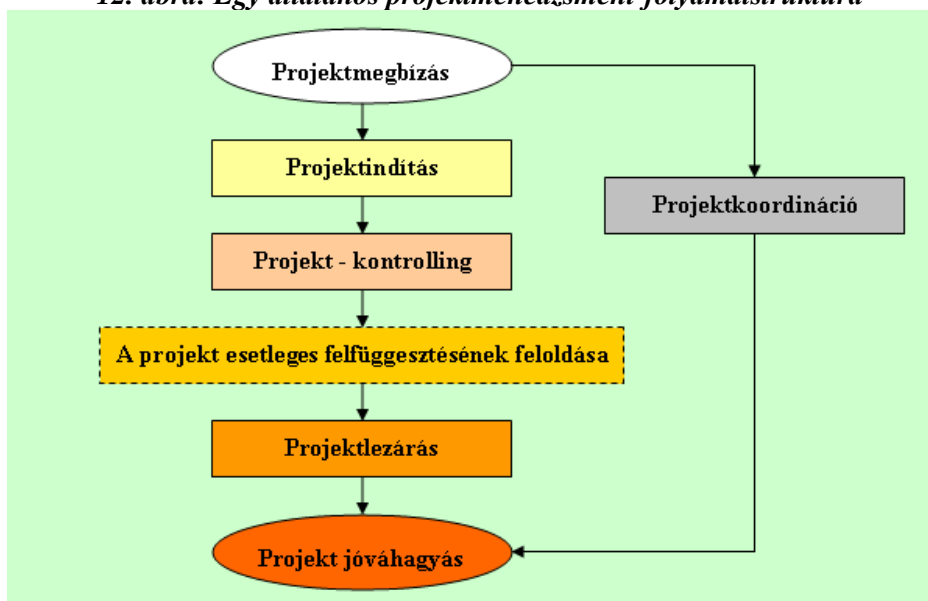 12. ábra: Egy általános projektmenedzsment folyamatstruktúra
Projektmegbízás
Projektindítás
Projektkoordináció
Projekt - kontrolling
A projekt esetleges felfüggesztésének feloldása
Projektlezárás
Projekt jóváhagyás